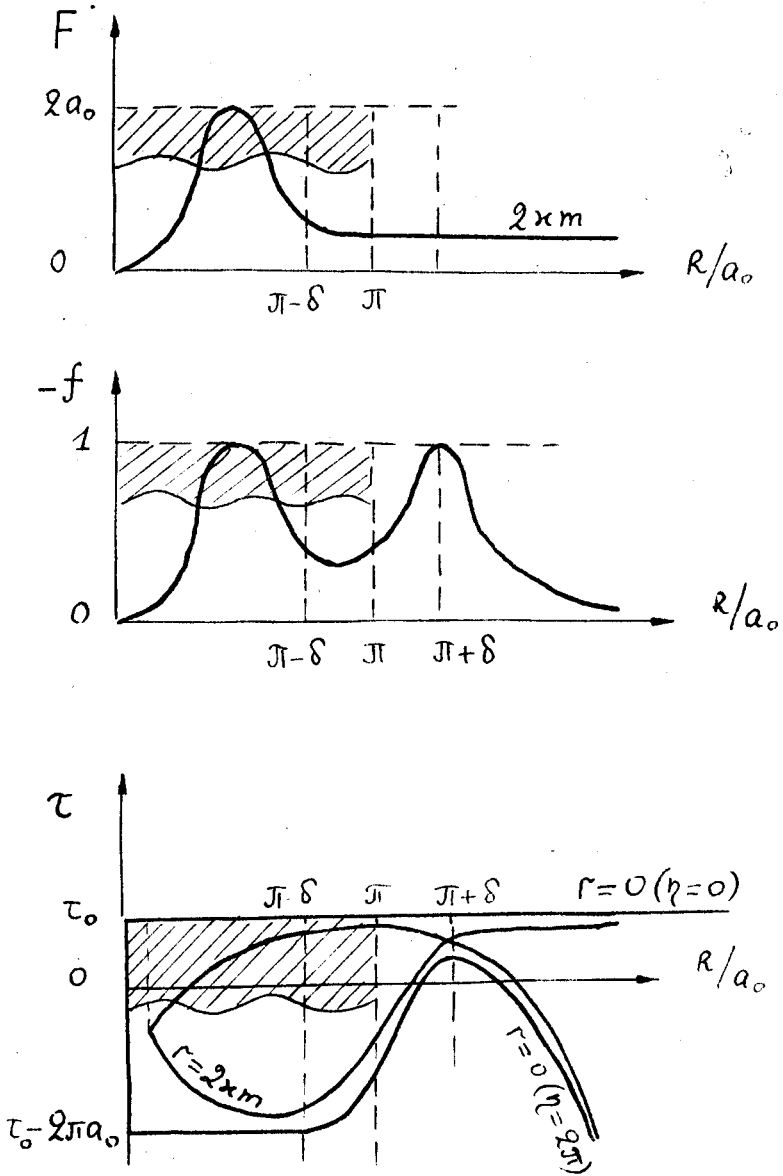 F
2a₀
2ϰm
0
R/a₀
π-δ π
-f
1
0
R/a₀
π-δ π π+δ
τ
π-δ π π+δ r=0(η=0)
τ₀
0
R/a₀
r=2ϰm
r=0(η=2π)
τ₀-2πa₀